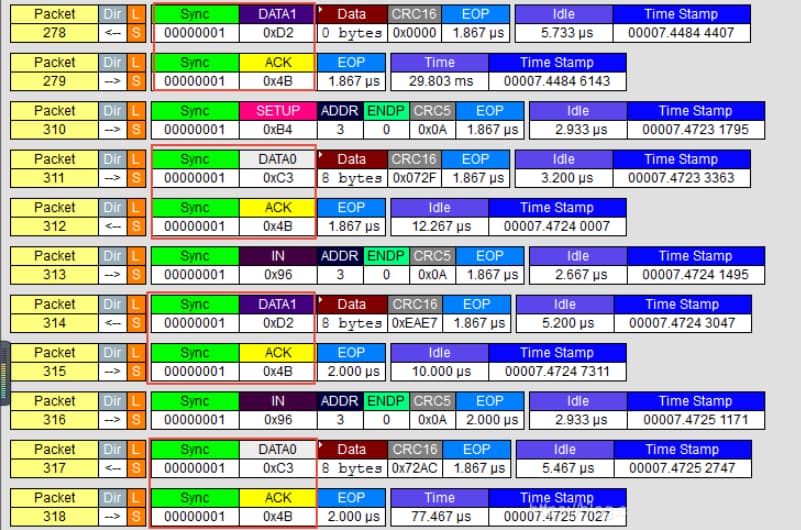 Packet Dir L Sync DATA1 Data CRC16 EOP Idle Time Stamp
278 <-- S 00000001 0xD2 0 bytes 0x0000 1.867 µs 5.733 µs 00007.4484 4407
Packet Dir L Sync ACK EOP Time Time Stamp
279 --> S 00000001 0x4B 1.867 µs 29.803 ms 00007.4484 6143
Packet Dir L Sync SETUP ADDR ENDP CRC5 EOP Idle Time Stamp
310 --> S 00000001 0xB4 3 0 0x0A 1.867 µs 2.933 µs 00007.4723 1795
Packet Dir L Sync DATA0 Data CRC16 EOP Idle Time Stamp
311 --> S 00000001 0xC3 8 bytes 0x072F 1.867 µs 3.200 µs 00007.4723 3363
Packet Dir L Sync ACK EOP Idle Time Stamp
312 <-- S 00000001 0x4B 1.867 µs 12.267 µs 00007.4724 0007
Packet Dir L Sync IN ADDR ENDP CRC5 EOP Idle Time Stamp
313 --> S 00000001 0x96 3 0 0x0A 1.867 µs 2.667 µs 00007.4724 1495
Packet Dir L Sync DATA1 Data CRC16 EOP Idle Time Stamp
314 <-- S 00000001 0xD2 8 bytes 0xEAE7 1.867 µs 5.200 µs 00007.4724 3047
Packet Dir L Sync ACK EOP Idle Time Stamp
315 --> S 00000001 0x4B 2.000 µs 10.000 µs 00007.4724 7311
Packet Dir L Sync IN ADDR ENDP CRC5 EOP Idle Time Stamp
316 --> S 00000001 0x96 3 0 0x0A 2.000 µs 2.933 µs 00007.4725 1171
Packet Dir L Sync DATA0 Data CRC16 EOP Idle Time Stamp
317 <-- S 00000001 0xC3 8 bytes 0x72AC 1.867 µs 5.467 µs 00007.4725 2747
Packet Dir L Sync ACK EOP Time Time Stamp
318 --> S 00000001 0x4B 2.000 µs 77.467 µs 00007.4725 7027